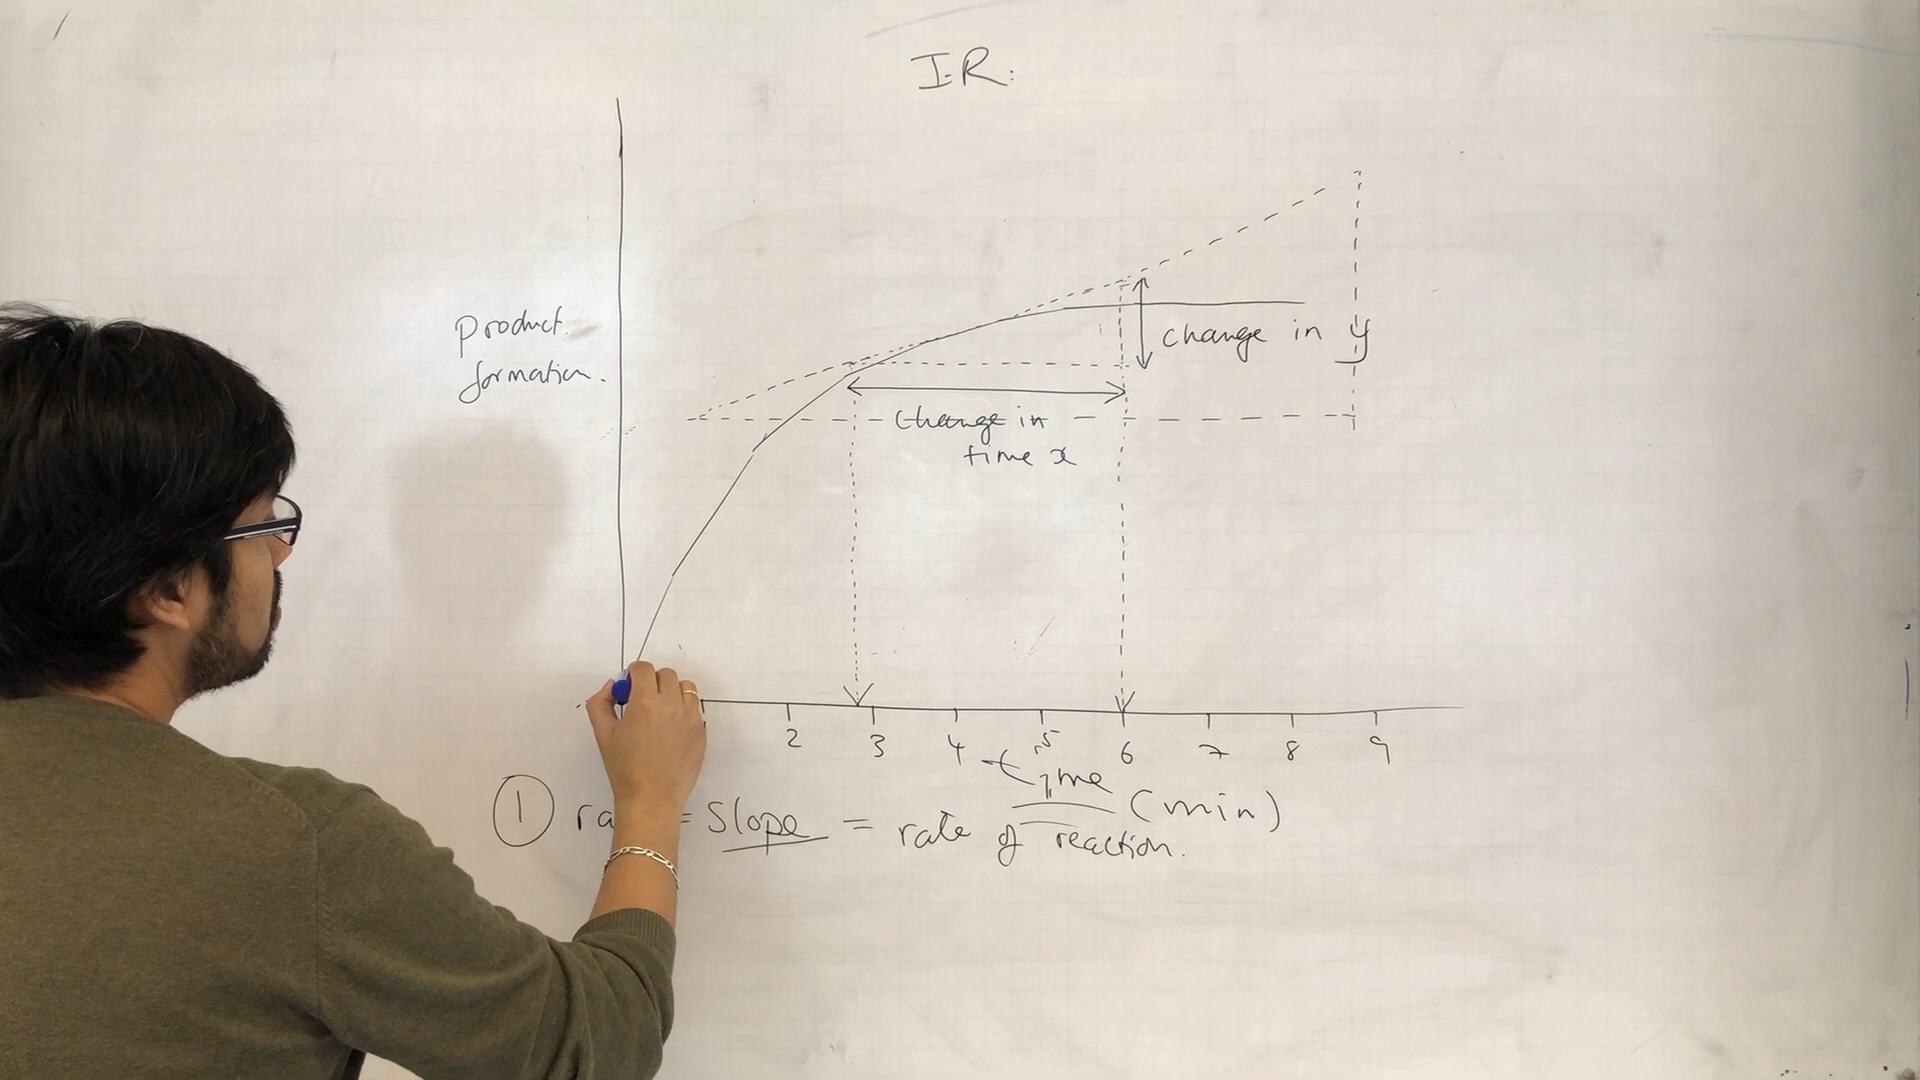 I.R:
product
formation.
change in y
change in
time x
2 3 4 5 6 7 8 9
time (min)
① ra = slope = rate of reaction.